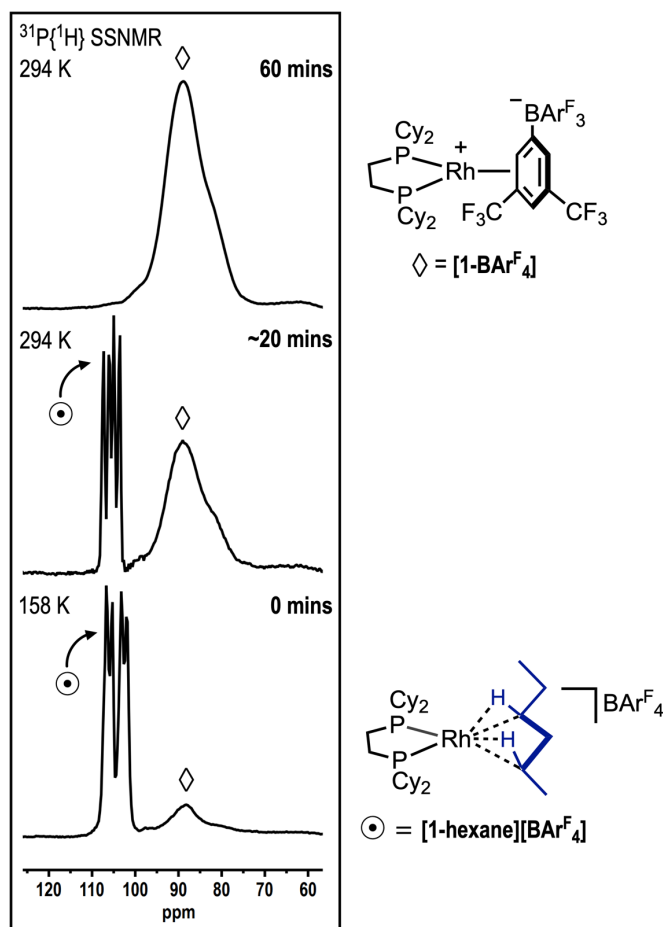 ³¹P{¹H} SSNMR
294 K 60 mins
◊
294 K ~20 mins
◊
158 K 0 mins
◊
120 110 100 90 80 70 60
ppm
−
BArᶠ₃
Cy2
P
+
Rh
P
Cy2
F₃C CF₃
◊ = [1-BArᶠ₄]
Cy2
P
H
Rh
H
P
Cy2
BArᶠ₄
⊙ = [1-hexane][BArᶠ₄]